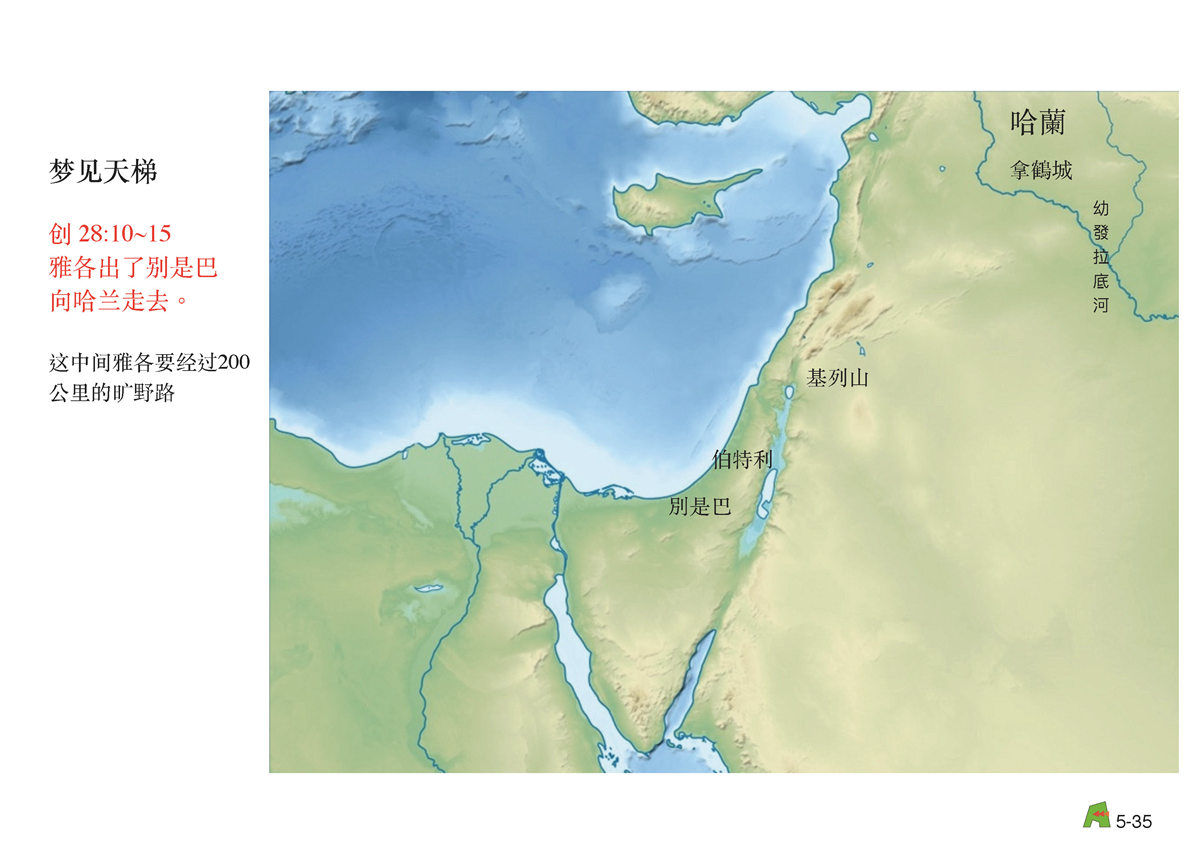 梦见天梯
创 28:10~15
雅各出了别是巴
向哈兰走去。
这中间雅各要经过200
公里的旷野路
哈蘭
拿鶴城
幼發拉底河
基列山
伯特利
別是巴
5-35